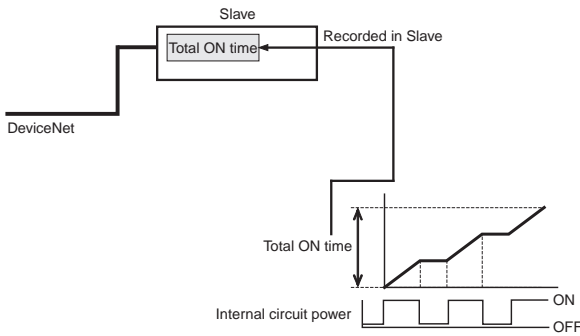 Slave
Total ON time
Recorded in Slave
DeviceNet
Total ON time
Internal circuit power
ON
OFF